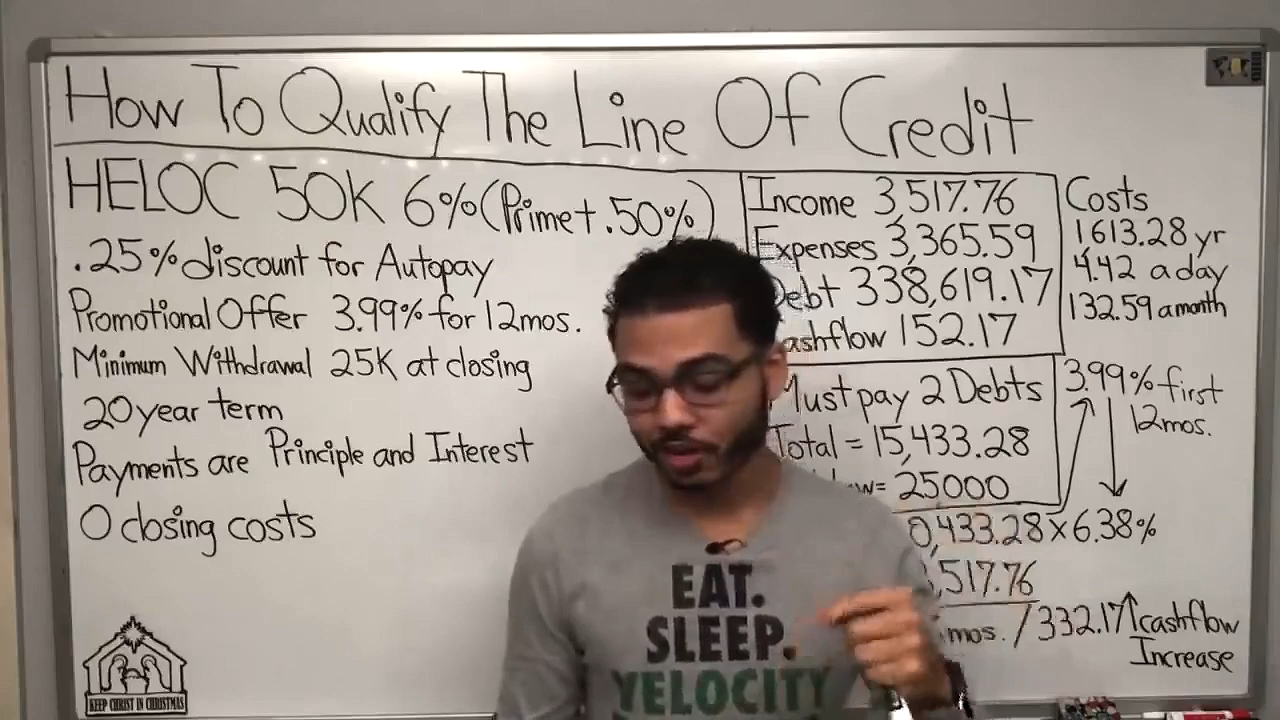 How To Qualify The Line Of Credit
HELOC 50K 6% (Prime + .50%)
.25% discount for Autopay
Promotional Offer 3.99% for 12mos.
Minimum Withdrawal 25K at closing
20 year term
Payments are Principle and Interest
0 closing costs
KEEP CHRIST IN CHRISTMAS
Income 3,517.76
Expenses 3,365.59
Debt 338,619.17
ashflow 152.17
Costs
1613.28 yr
4.42 a day
132.59 a month
Must pay 2 Debts
Total = 15,433.28
= 25000
3.99% first
12mos.
0,433.28 x 6.38%
,517.76
mos. / 332.17 ↑ cashflow
Increase
EAT.
SLEEP.
VELOCITY